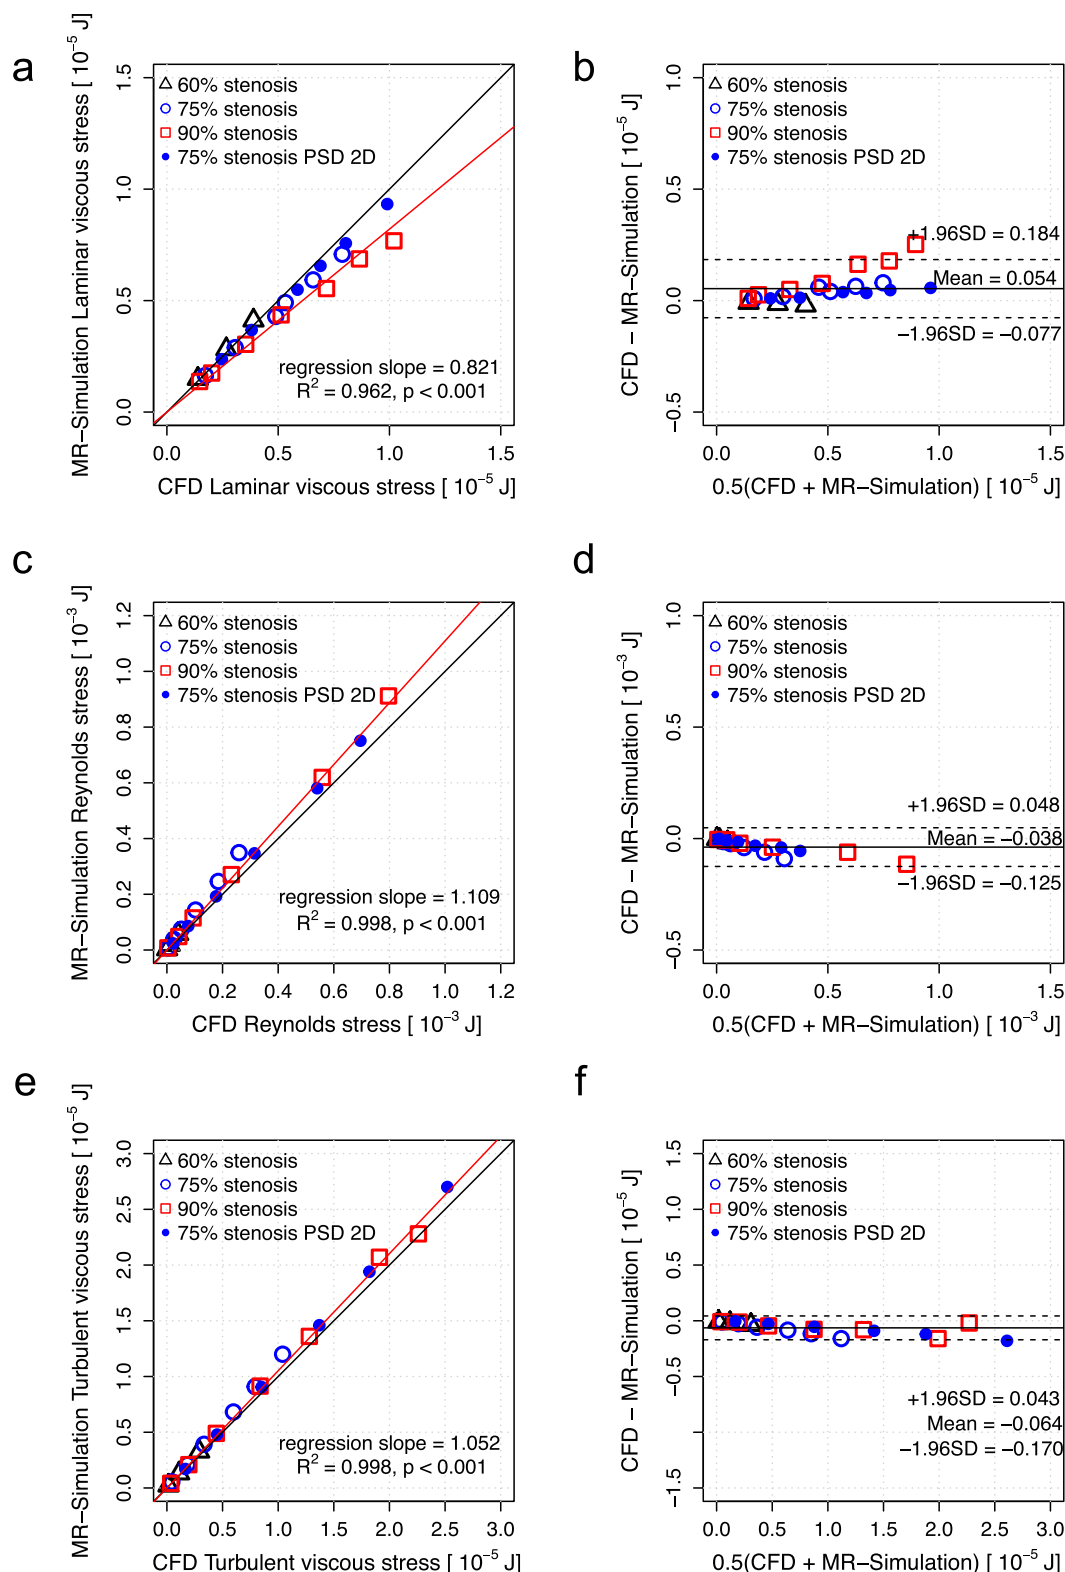 a
MR−Simulation Laminar viscous stress [ 10⁻⁵ J]
1.5
1.0
0.5
0.0
60% stenosis
75% stenosis
90% stenosis
75% stenosis PSD 2D
regression slope = 0.821
R² = 0.962, p < 0.001
0.0 0.5 1.0 1.5
CFD Laminar viscous stress [ 10⁻⁵ J]
b
CFD − MR−Simulation [ 10⁻⁵ J]
1.0
0.5
0.0
−0.5
60% stenosis
75% stenosis
90% stenosis
75% stenosis PSD 2D
+1.96SD = 0.184
Mean = 0.054
−1.96SD = −0.077
0.0 0.5 1.0 1.5
0.5(CFD + MR−Simulation) [ 10⁻⁵ J]
c
MR−Simulation Reynolds stress [ 10⁻³ J]
1.2
1.0
0.8
0.6
0.4
0.2
0.0
60% stenosis
75% stenosis
90% stenosis
75% stenosis PSD 2D
regression slope = 1.109
R² = 0.998, p < 0.001
0.0 0.2 0.4 0.6 0.8 1.0 1.2
CFD Reynolds stress [ 10⁻³ J]
d
CFD − MR−Simulation [ 10⁻³ J]
1.0
0.5
0.0
−0.5
60% stenosis
75% stenosis
90% stenosis
75% stenosis PSD 2D
+1.96SD = 0.048
Mean = −0.038
−1.96SD = −0.125
0.0 0.5 1.0 1.5
0.5(CFD + MR−Simulation) [ 10⁻³ J]
e
MR−Simulation Turbulent viscous stress [ 10⁻⁵ J]
3.0
2.5
2.0
1.5
1.0
0.5
0.0
60% stenosis
75% stenosis
90% stenosis
75% stenosis PSD 2D
regression slope = 1.052
R² = 0.998, p < 0.001
0.0 0.5 1.0 1.5 2.0 2.5 3.0
CFD Turbulent viscous stress [ 10⁻⁵ J]
f
CFD − MR−Simulation [ 10⁻⁵ J]
1.5
1.0
0.5
0.0
−0.5
−1.5
60% stenosis
75% stenosis
90% stenosis
75% stenosis PSD 2D
+1.96SD = 0.043
Mean = −0.064
−1.96SD = −0.170
0.0 0.5 1.0 1.5 2.0 2.5 3.0
0.5(CFD + MR−Simulation) [ 10⁻⁵ J]